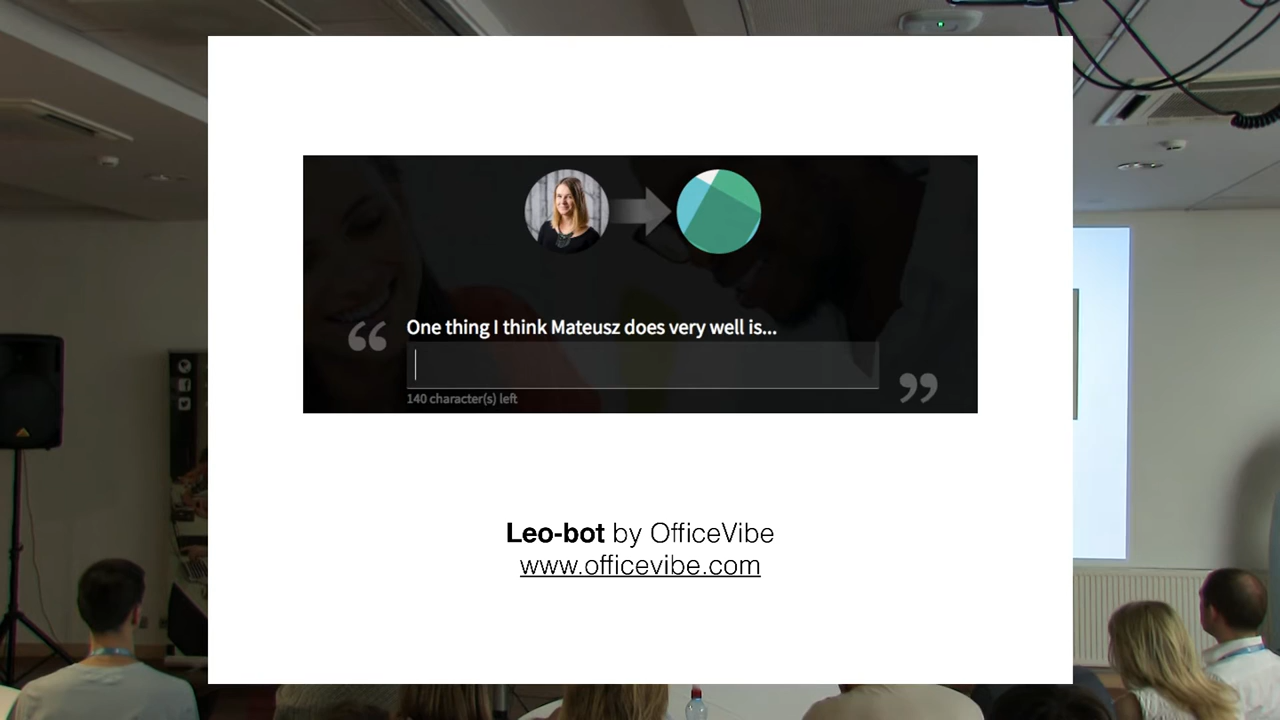 “
One thing I think Mateusz does very well is...
140 character(s) left
”
Leo-bot by OfficeVibe
www.officevibe.com